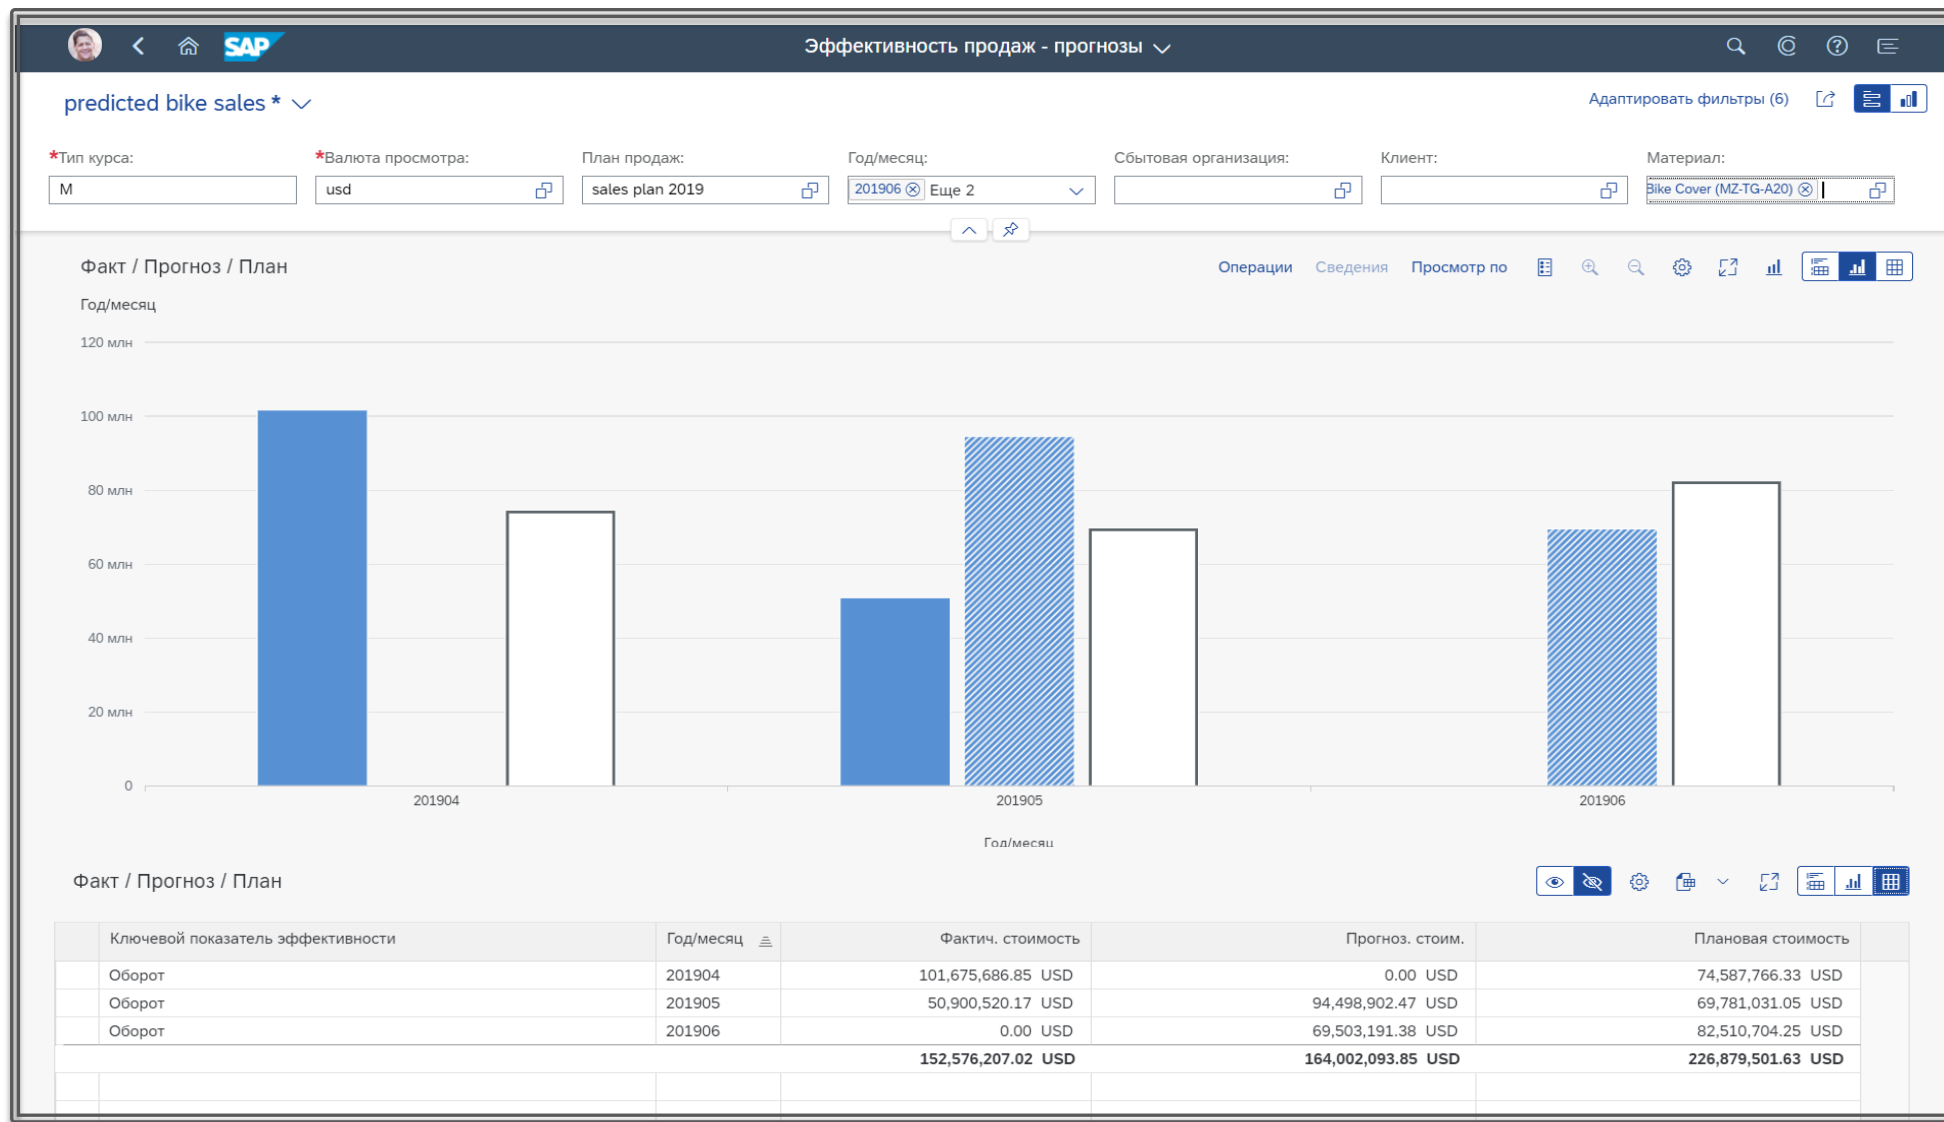 SAP
Эффективность продаж - прогнозы
predicted bike sales *
Адаптировать фильтры (6)
*Тип курса:
*Валюта просмотра:
План продаж:
Год/месяц:
Сбытовая организация:
Клиент:
Материал:
M
usd
sales plan 2019
201906 Еще 2
Bike Cover (MZ-TG-A20)
Факт / Прогноз / План
Операции Сведения Просмотр по
Год/месяц
120 млн
100 млн
80 млн
60 млн
40 млн
20 млн
0
201904 201905 201906
Год/месяц
Факт / Прогноз / План
Ключевой показатель эффективности Год/месяц Фактич. стоимость Прогноз. стоим. Плановая стоимость
Оборот 201904 101,675,686.85 USD 0.00 USD 74,587,766.33 USD
Оборот 201905 50,900,520.17 USD 94,498,902.47 USD 69,781,031.05 USD
Оборот 201906 0.00 USD 69,503,191.38 USD 82,510,704.25 USD
152,576,207.02 USD 164,002,093.85 USD 226,879,501.63 USD